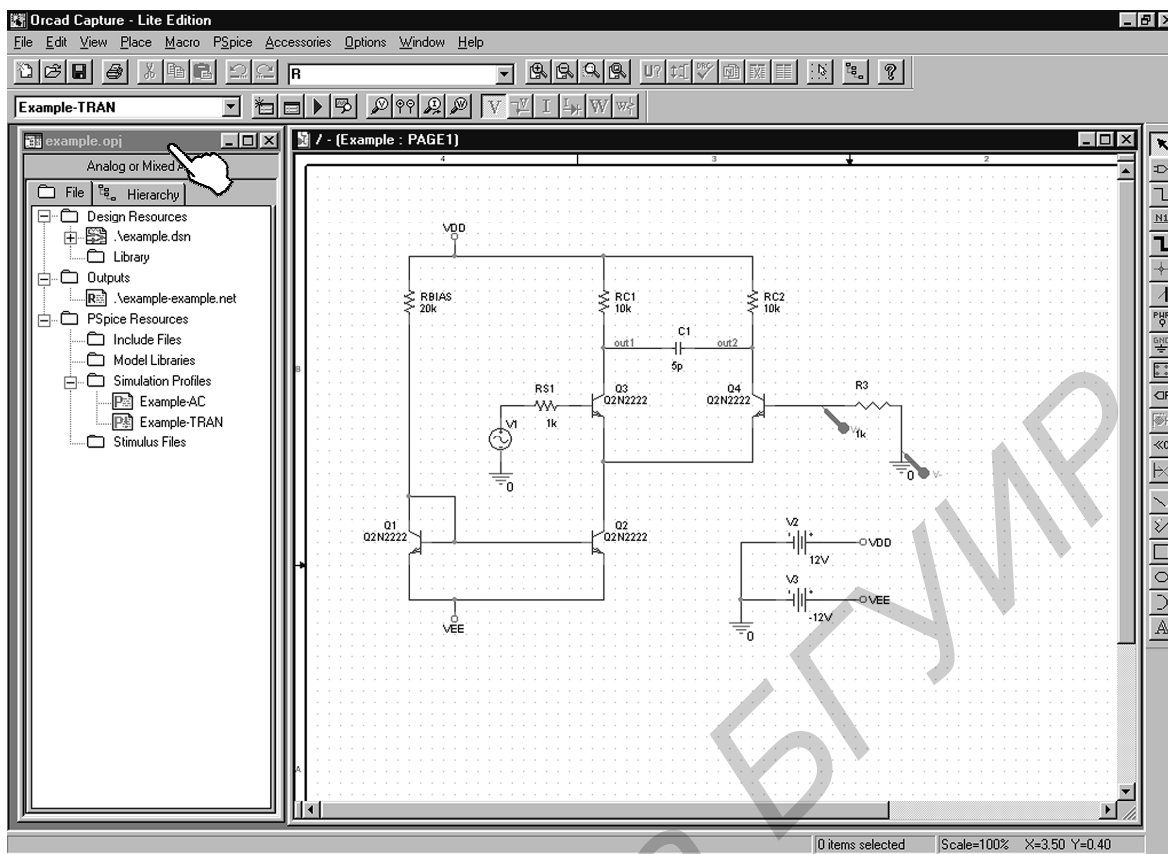 Orcad Capture - Lite Edition
File Edit View Place Macro PSpice Accessories Options Window Help
R
Example-TRAN
example.opj
/ - (Example : PAGE1)
Analog or Mixed A
File Hierarchy
Design Resources
.\example.dsn
Library
Outputs
.\example-example.net
PSpice Resources
Include Files
Model Libraries
Simulation Profiles
Example-AC
Example-TRAN
Stimulus Files
4 3 2
VDD
RBIAS
20k
RC1
10k
RC2
10k
C1
out1 out2
5p
B
RS1
1k
Q3
Q2N2222
Q4
Q2N2222
R3
1k
V1
0
0
Q1
Q2N2222
Q2
Q2N2222
V2
VDD
12V
V3
VEE
-12V
0
VEE
A
БГУИР
0 items selected Scale=100% X=3.50 Y=0.40